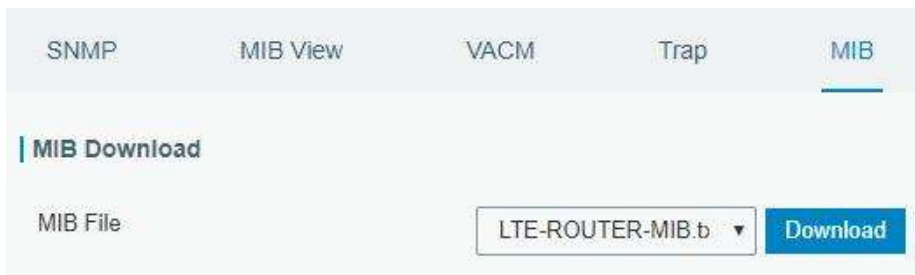 SNMP MIB View VACM Trap MIB
MIB Download
MIB File LTE-ROUTER-MIB.b Download